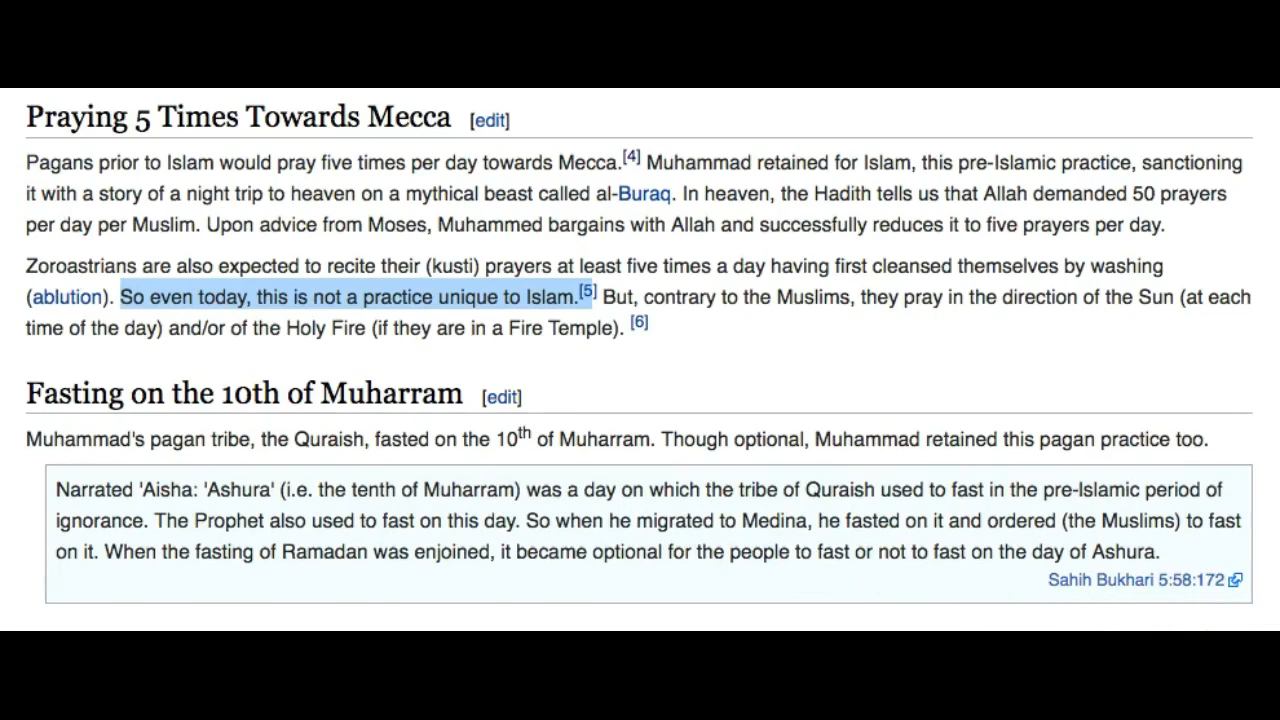 Praying 5 Times Towards Mecca [edit]
Pagans prior to Islam would pray five times per day towards Mecca.[4] Muhammad retained for Islam, this pre-Islamic practice, sanctioning
it with a story of a night trip to heaven on a mythical beast called al-Buraq. In heaven, the Hadith tells us that Allah demanded 50 prayers
per day per Muslim. Upon advice from Moses, Muhammed bargains with Allah and successfully reduces it to five prayers per day.
Zoroastrians are also expected to recite their (kusti) prayers at least five times a day having first cleansed themselves by washing
(ablution). So even today, this is not a practice unique to Islam.[5] But, contrary to the Muslims, they pray in the direction of the Sun (at each
time of the day) and/or of the Holy Fire (if they are in a Fire Temple). [6]
Fasting on the 10th of Muharram [edit]
Muhammad's pagan tribe, the Quraish, fasted on the 10th of Muharram. Though optional, Muhammad retained this pagan practice too.
Narrated 'Aisha: 'Ashura' (i.e. the tenth of Muharram) was a day on which the tribe of Quraish used to fast in the pre-Islamic period of
ignorance. The Prophet also used to fast on this day. So when he migrated to Medina, he fasted on it and ordered (the Muslims) to fast
on it. When the fasting of Ramadan was enjoined, it became optional for the people to fast or not to fast on the day of Ashura.
Sahih Bukhari 5:58:172